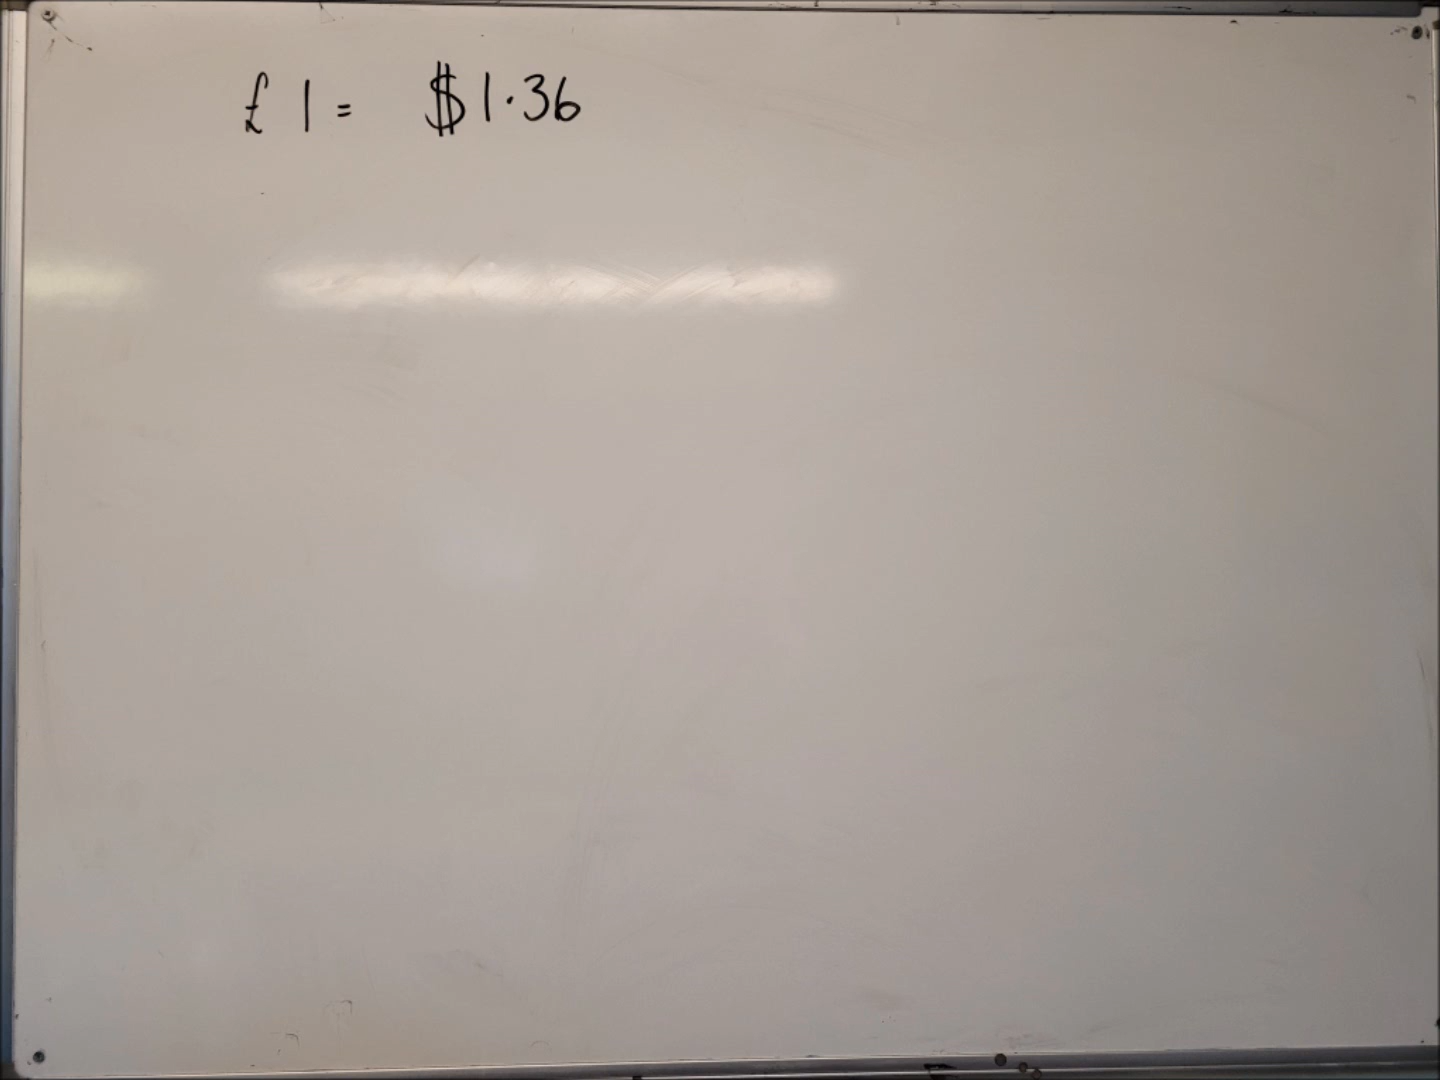 £ 1 = $1·36